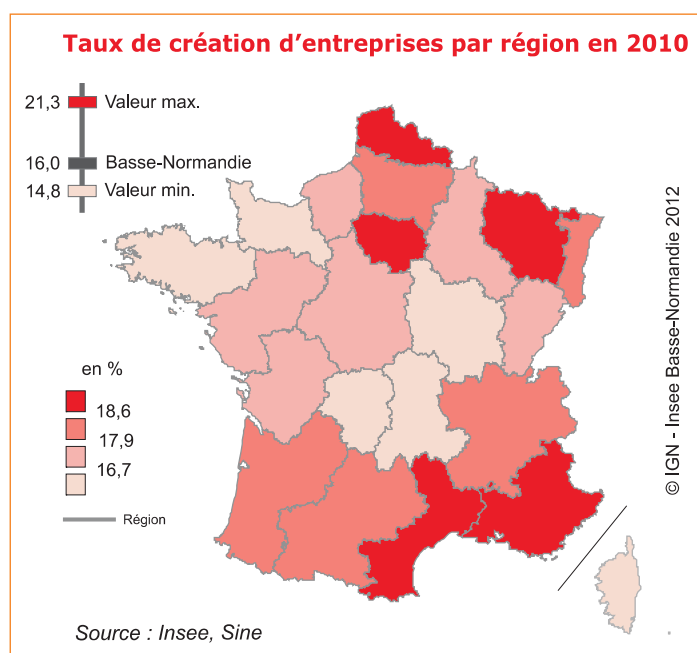 Taux de création d'entreprises par région en 2010
21,3 Valeur max.
16,0 Basse-Normandie
14,8 Valeur min.
en %
18,6
17,9
16,7
Région
© IGN - Insee Basse-Normandie 2012
Source : Insee, Sine